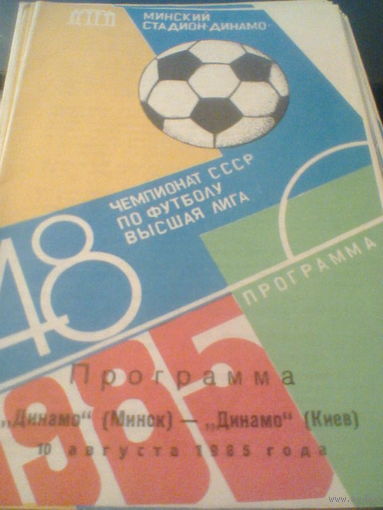 МИНСКИЙ
СТАДИОН·ДИНАМО·
48
ЧЕМПИОНАТ СССР
ПО ФУТБОЛУ
ВЫСШАЯ ЛИГА
ПРОГРАММА
1985
Программа
„Динамо“ (Минск) — „Динамо“ (Киев)
10 августа 1985 года